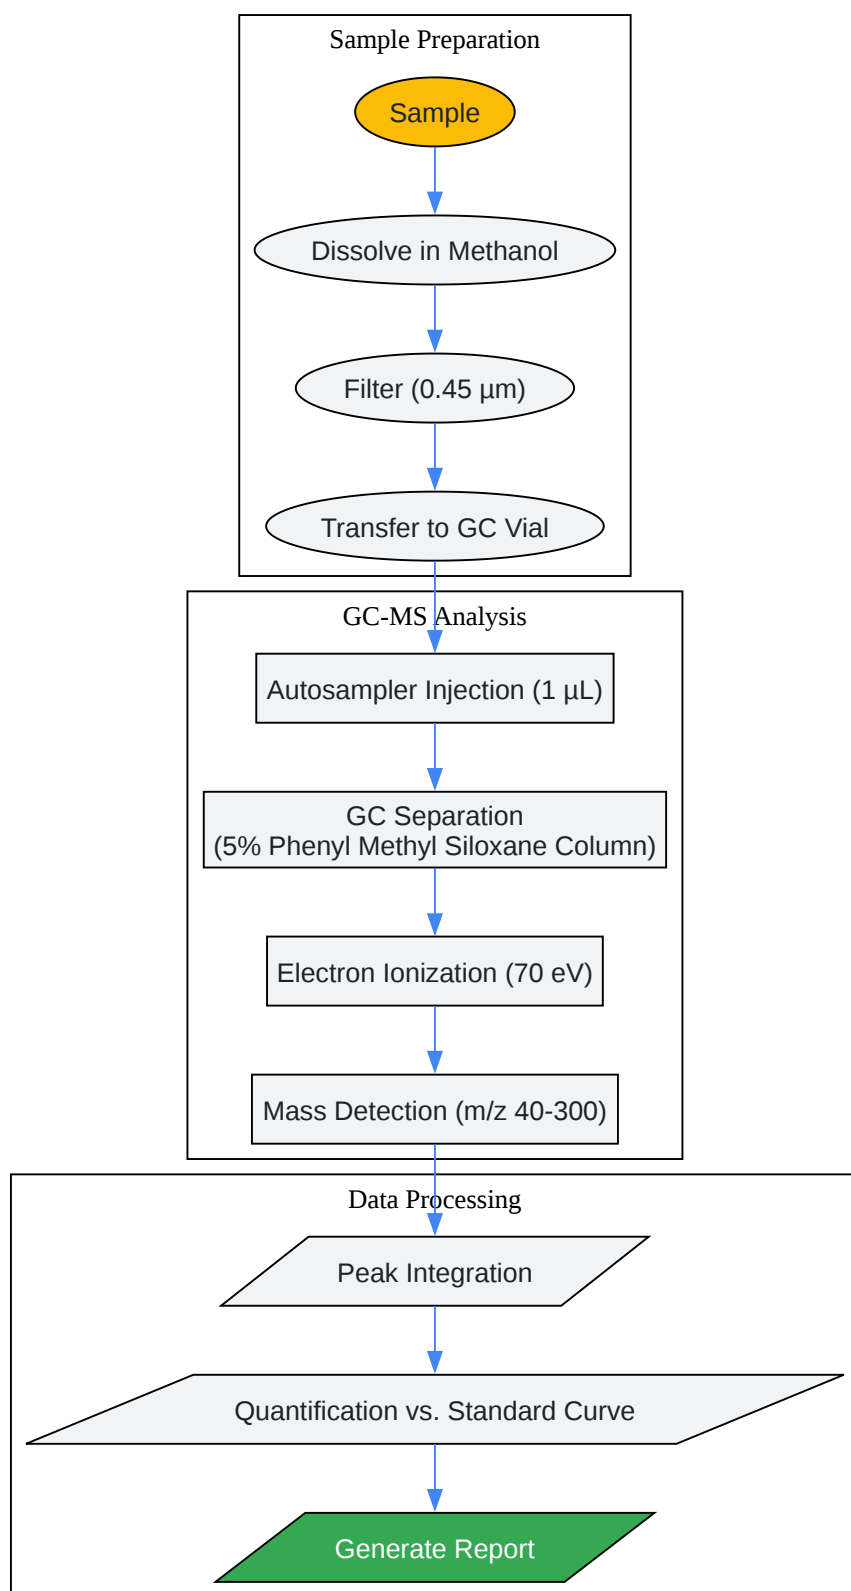 Sample Preparation
Sample
Dissolve in Methanol
Filter (0.45 µm)
Transfer to GC Vial
GC-MS Analysis
Autosampler Injection (1 µL)
GC Separation
(5% Phenyl Methyl Siloxane Column)
Electron Ionization (70 eV)
Mass Detection (m/z 40-300)
Data Processing
Peak Integration
Quantification vs. Standard Curve
Generate Report